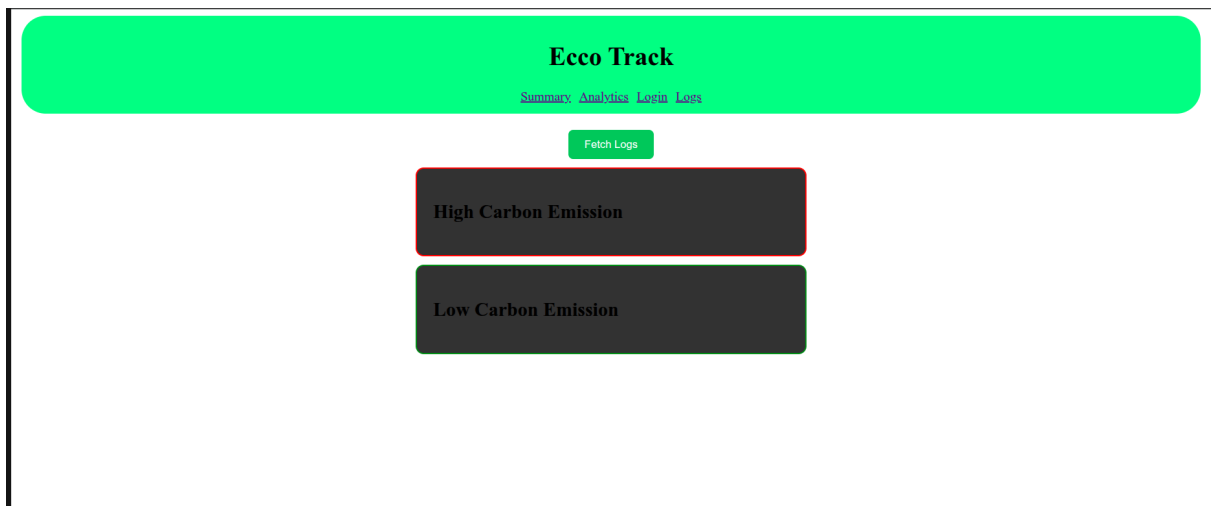 Ecco Track
Summary Analytics Login Logs
Fetch Logs
High Carbon Emission
Low Carbon Emission